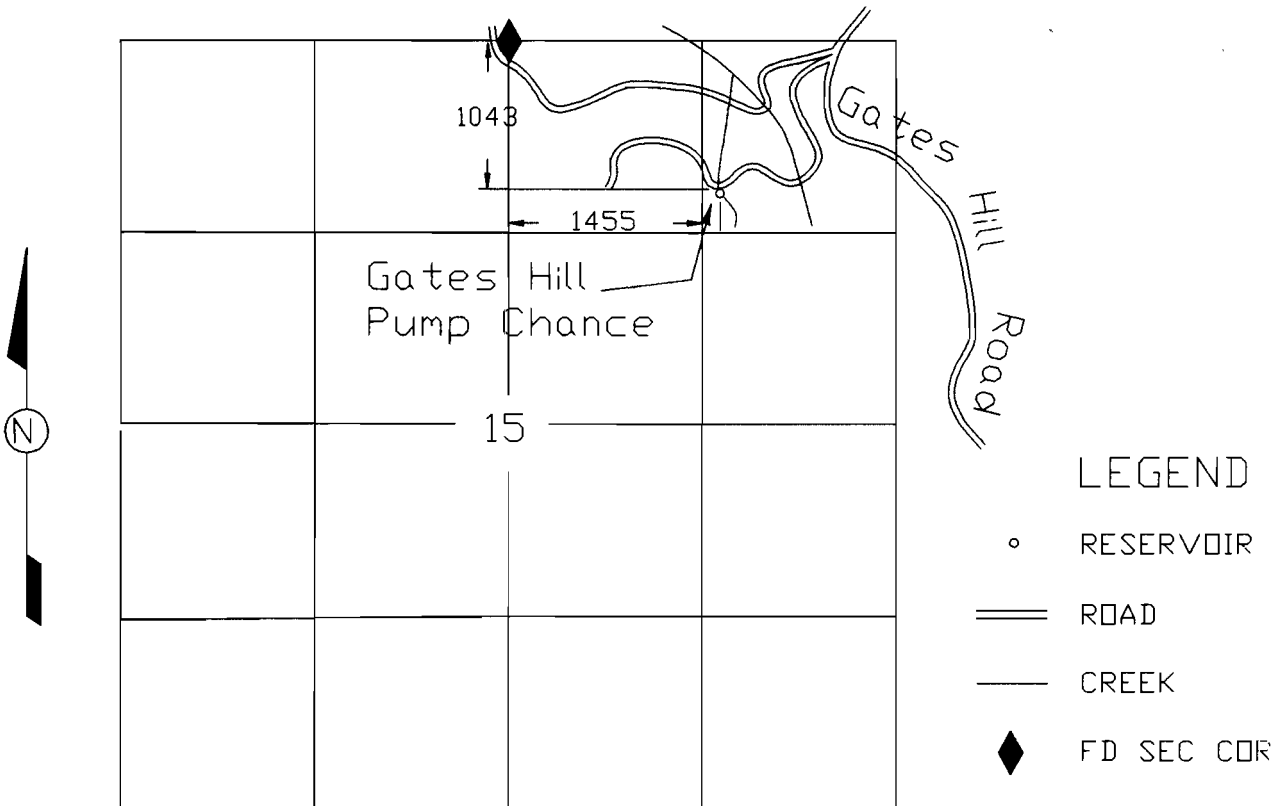 1043
Gates Hill Road
1455
Gates Hill
Pump Chance
N
15
LEGEND
RESERVOIR
ROAD
CREEK
FD SEC COR